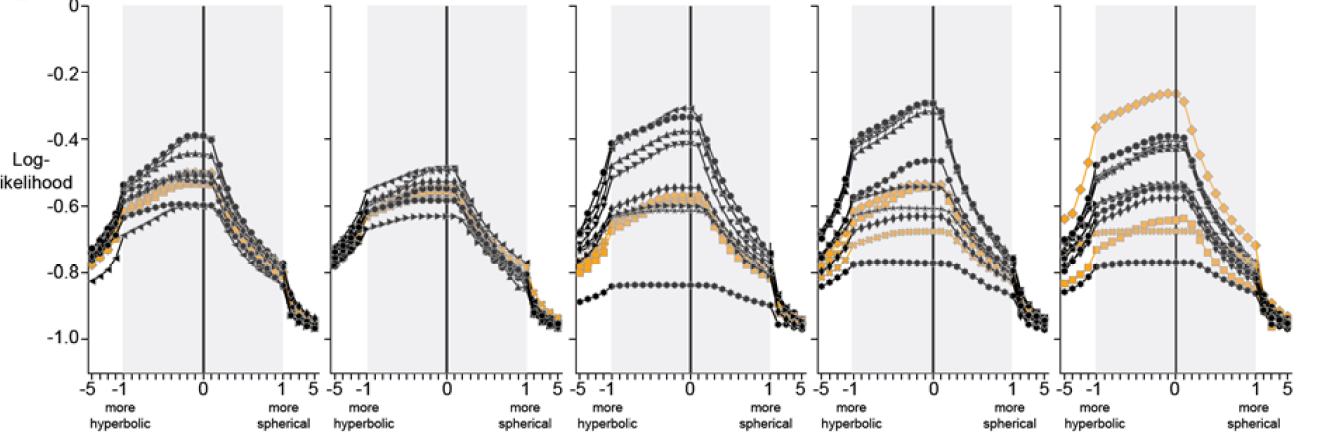 0
-0.2
-0.4
Log-
ikelihood
-0.6
-0.8
-1.0
-5 -1 0 1 5 -5 -1 0 1 5 -5 -1 0 1 5 -5 -1 0 1 5 -5 -1 0 1 5
more more more more more more more more more more
hyperbolic spherical hyperbolic spherical hyperbolic spherical hyperbolic spherical hyperbolic spherical